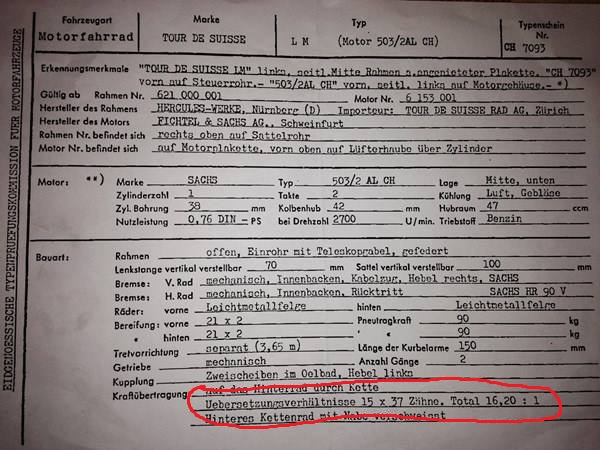 EIDGENOESSISCHE TYPENPRUEFUNGSKOMMISSION FUER MOTORFAHRZEUGE
Fahrzeugart Marke Typ Typenschein Nr.
Motorfahrrad TOUR DE SUISSE L M (Motor 503/2AL CH) CH 7093
Erkennungsmerkmale "TOUR DE SUISSE LM" links, seitl.Mitte Rahmen a.angenieteter Plakette. "CH 7093"
vorn auf Steuerrohr.- "503/2AL CH" vorn, seitl. links auf Motorgehäuse.- *)
Gültig ab Rahmen Nr. 621 000 001 Motor Nr. 6 153 001
Hersteller des Rahmens HERCULES-WERKE, Nürnberg (D) Importeur: TOUR DE SUISSE RAD AG, Zürich
Hersteller des Motors FICHTEL & SACHS AG., Schweinfurt
Rahmen Nr. befindet sich rechts oben auf Sattelrohr
Motor Nr. befindet sich auf Motorplakette, vorn oben auf Lüfterhaube über Zylinder
Motor: **) Marke SACHS Typ 503/2 AL CH Lage Mitte, unten
Zylinderzahl 1 Takte 2 Kühlung Luft, Gebläse
Zyl. Bohrung 38 mm Kolbenhub 42 mm Hubraum 47 ccm
Nutzleistung 0,76 DIN - PS bei Drehzahl 2700 U/min. Triebstoff Benzin
Bauart: Rahmen offen, Einrohr mit Teleskopgabel, gefedert
Lenkstange vertikal verstellbar 70 mm Sattel vertikal verstellbar 100 mm
Bremse: V. Rad mechanisch, Innenbacken, Kabelzug, Hebel rechts, SACHS
Bremse: H. Rad mechanisch, Innenbacken, Rücktritt SACHS HR 90 V
Räder: vorne Leichtmetallfelge hinten Leichtmetallfelge
Bereifung: vorne 21 x 2 Pneutragkraft 90 kg
" hinten 21 x 2 " 90 kg
Tretvorrichtung separat (3,65 m) Länge der Kurbelarme 150 mm
Getriebe mechanisch Anzahl Gänge 2
Kupplung Zweischeiben im Oelbad, Hebel links
Kraftübertragung auf das Hinterrad durch Kette
Uebersetzungsverhältnisse 15 x 37 Zähne. Total 16,20 : 1
Hinteres Kettenrad mit Nabe verschweisst